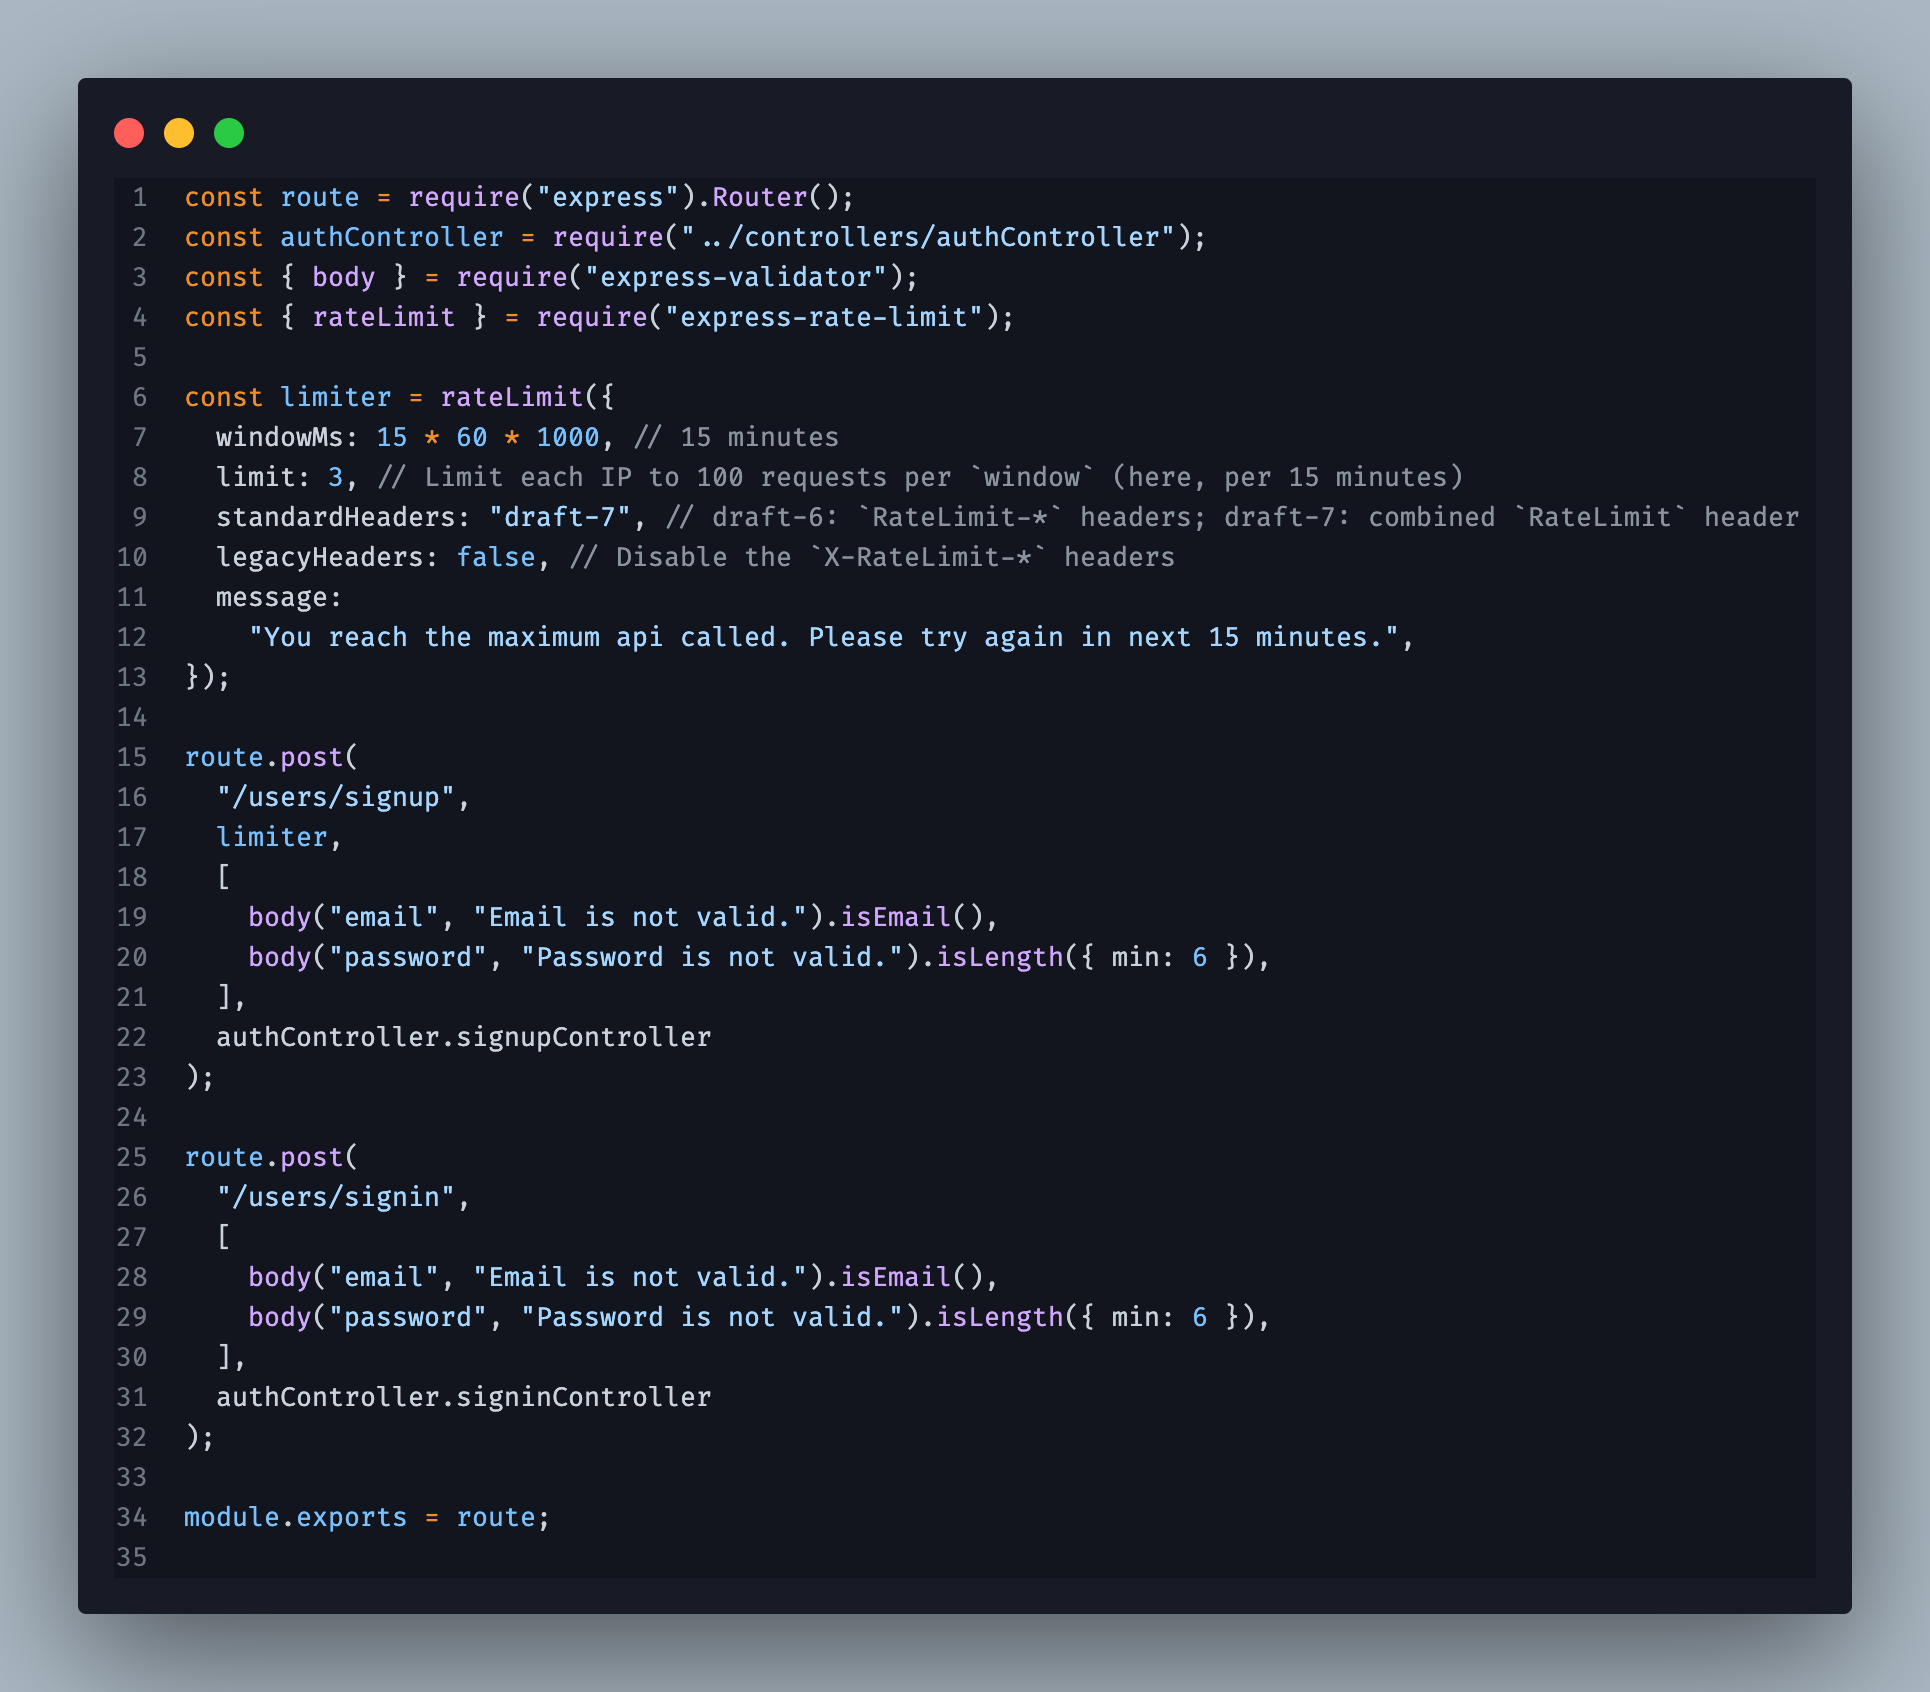 1 const route = require("express").Router();
2 const authController = require("../controllers/authController");
3 const { body } = require("express-validator");
4 const { rateLimit } = require("express-rate-limit");
5
6 const limiter = rateLimit({
7   windowMs: 15 * 60 * 1000, // 15 minutes
8   limit: 3, // Limit each IP to 100 requests per `window` (here, per 15 minutes)
9   standardHeaders: "draft-7", // draft-6: `RateLimit-*` headers; draft-7: combined `RateLimit` header
10   legacyHeaders: false, // Disable the `X-RateLimit-*` headers
11   message:
12     "You reach the maximum api called. Please try again in next 15 minutes.",
13 });
14
15 route.post(
16   "/users/signup",
17   limiter,
18   [
19     body("email", "Email is not valid.").isEmail(),
20     body("password", "Password is not valid.").isLength({ min: 6 }),
21   ],
22   authController.signupController
23 );
24
25 route.post(
26   "/users/signin",
27   [
28     body("email", "Email is not valid.").isEmail(),
29     body("password", "Password is not valid.").isLength({ min: 6 }),
30   ],
31   authController.signinController
32 );
33
34 module.exports = route;
35